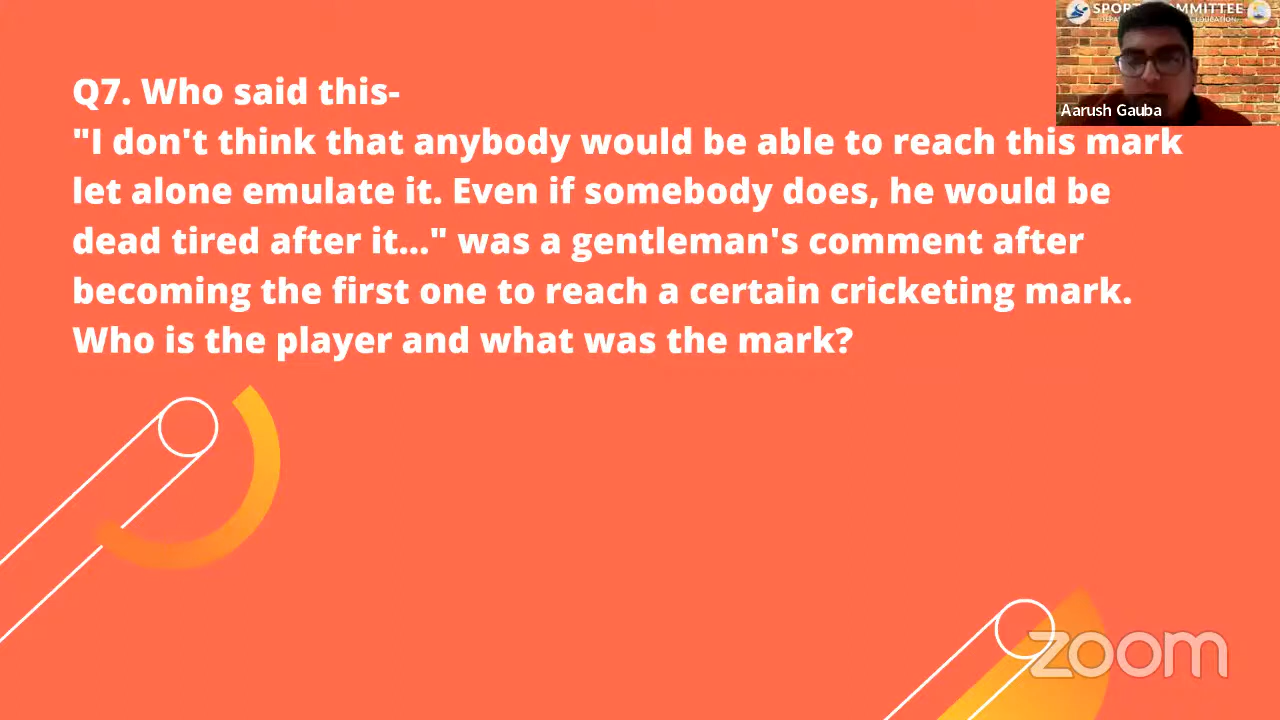 SPORTS COMMITTEE
Aarush Gauba
Q7. Who said this-
"I don't think that anybody would be able to reach this mark
let alone emulate it. Even if somebody does, he would be
dead tired after it..." was a gentleman's comment after
becoming the first one to reach a certain cricketing mark.
Who is the player and what was the mark?
zoom